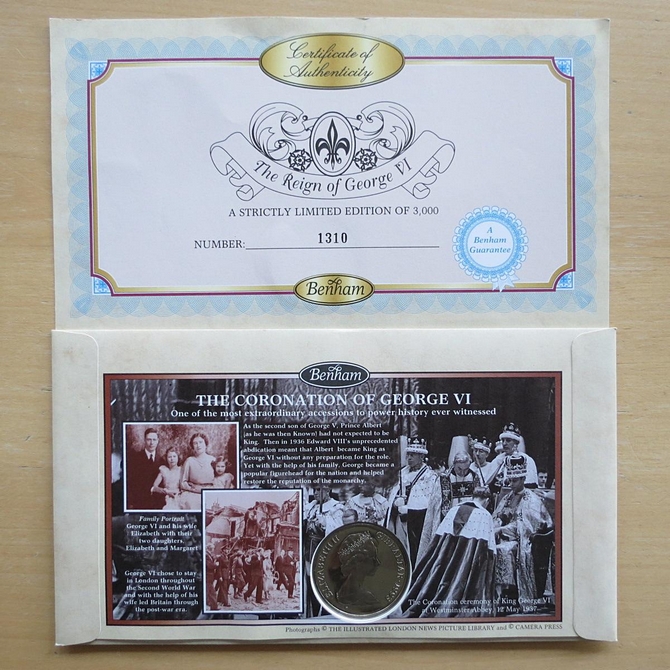 Certificate of
Authenticity
The Reign of George VI
A STRICTLY LIMITED EDITION OF 3,000
NUMBER: 1310
A
Benham
Guarantee
Benham
Benham
THE CORONATION OF GEORGE VI
One of the most extraordinary accessions to power history ever witnessed
As the second son of George V, Prince Albert
(as he was then Known) had not expected to be
King. Then in 1936 Edward VIII's unprecedented
abdication meant that Albert became King as
George VI without any preparation for the role.
Yet with the help of his family, George became a
popular figurehead for the nation and helped
restore the reputation of the monarchy.
Family Portrait
George VI and his wife
Elizabeth with their
two daughters,
Elizabeth and Margaret
George VI chose to stay
in London throughout
the Second World War
and with the help of his
wife led Britain through
the post-war era.
ELIZABETH II GIBRALTAR
The Coronation ceremony of King George VI
at Westminster Abbey, 12 May 1937
Photographs © THE ILLUSTRATED LONDON NEWS PICTURE LIBRARY and © CAMERA PRESS